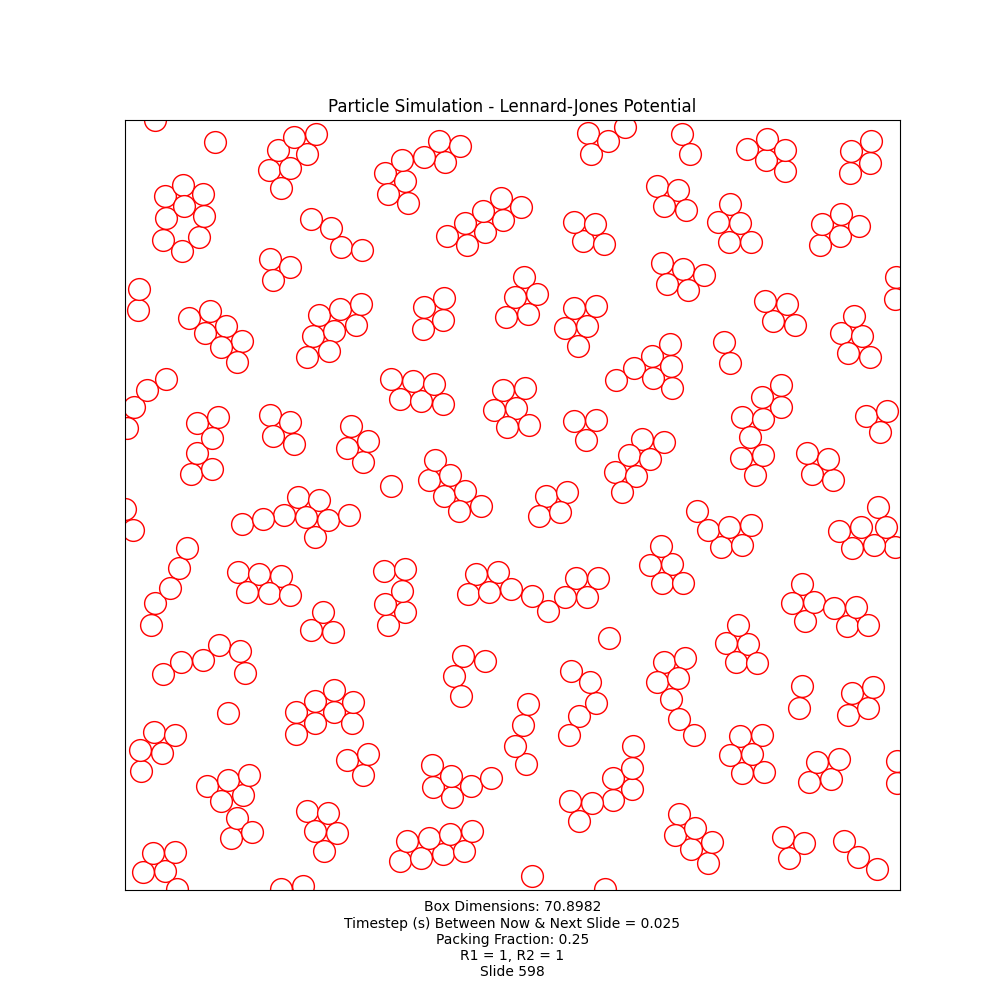 Particle Simulation - Lennard-Jones Potential
Box Dimensions: 70.8982
Timestep (s) Between Now & Next Slide = 0.025
Packing Fraction: 0.25
R1 = 1, R2 = 1
Slide 598